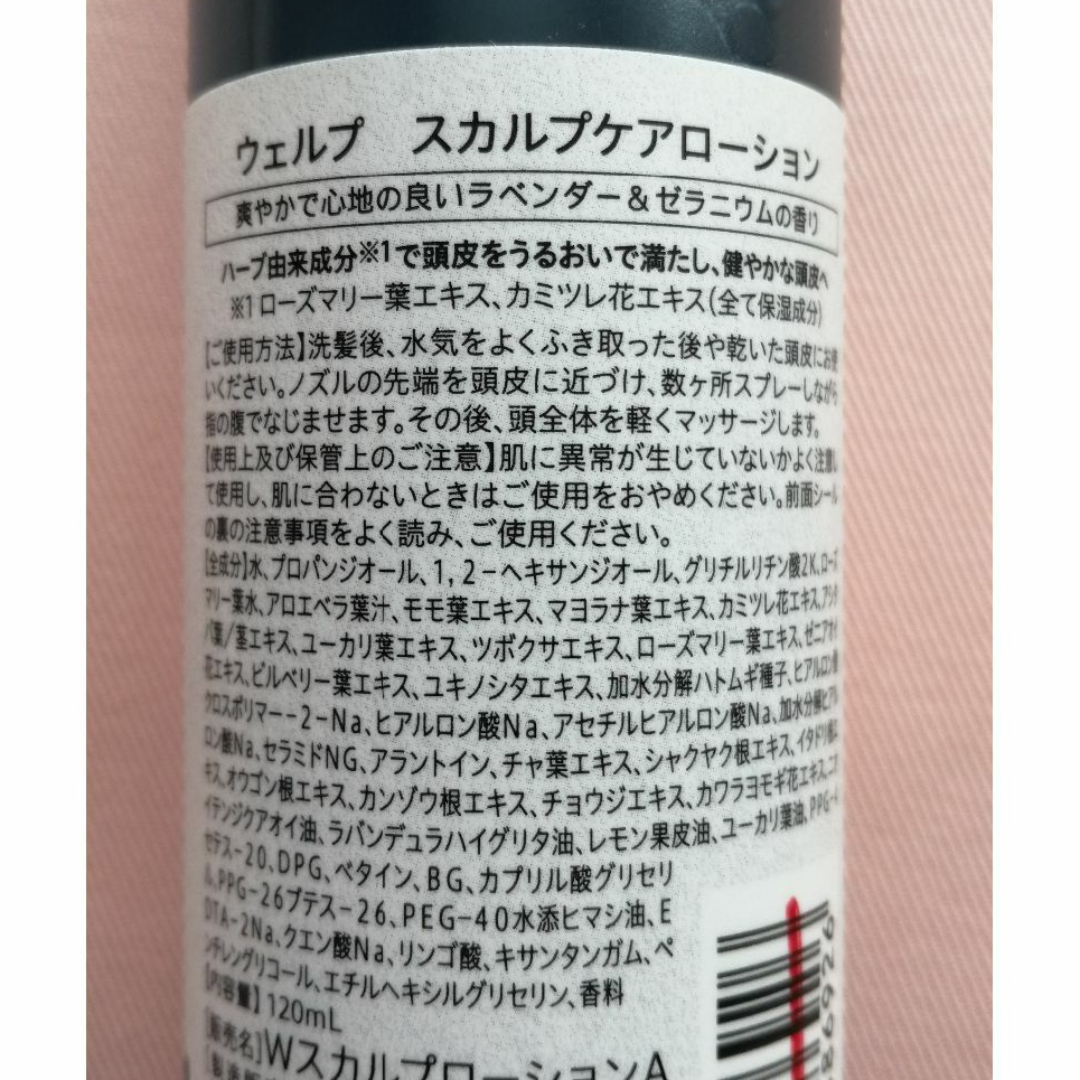 ウェルプ スカルプケアローション
爽やかで心地の良いラベンダー&ゼラニウムの香り
ハーブ由来成分※1で頭皮をうるおいで満たし、健やかな頭皮へ
※1ローズマリー葉エキス、カミツレ花エキス(全て保湿成分)
【ご使用方法】洗髪後、水気をよくふき取った後や乾いた頭皮にお使
いください。ノズルの先端を頭皮に近づけ、数ヶ所スプレーしながら
指の腹でなじませます。その後、頭全体を軽くマッサージします。
【使用上及び保管上のご注意】肌に異常が生じていないかよく注意し
て使用し、肌に合わないときはご使用をおやめください。前面シール
の裏の注意事項をよく読み、ご使用ください。
【全成分】水、プロパンジオール、1,2-ヘキサンジオール、グリチルリチン酸2K、ローズ
マリー葉水、アロエベラ葉汁、モモ葉エキス、マヨラナ葉エキス、カミツレ花エキス、アシタ
バ葉/茎エキス、ユーカリ葉エキス、ツボクサエキス、ローズマリー葉エキス、ゼニアオイ
花エキス、ビルベリー葉エキス、ユキノシタエキス、加水分解ハトムギ種子、ヒアルロン酸
クロスポリマー-2-Na、ヒアルロン酸Na、アセチルヒアルロン酸Na、加水分解ヒアル
ロン酸Na、セラミドNG、アラントイン、チャ葉エキス、シャクヤク根エキス、イタドリ根エ
キス、オウゴン根エキス、カンゾウ根エキス、チョウジエキス、カワラヨモギ花エキス、ニオ
イテンジクアオイ油、ラバンデュラハイグリタ油、レモン果皮油、ユーカリ葉油、PPG-4
セテス-20、DPG、ベタイン、BG、カプリル酸グリセリ
ル、PPG-26ブテス-26、PEG-40水添ヒマシ油、E
DTA-2Na、クエン酸Na、リンゴ酸、キサンタンガム、ペ
ンチレングリコール、エチルヘキシルグリセリン、香料
【内容量】120mL
【販売名】WスカルプローションA